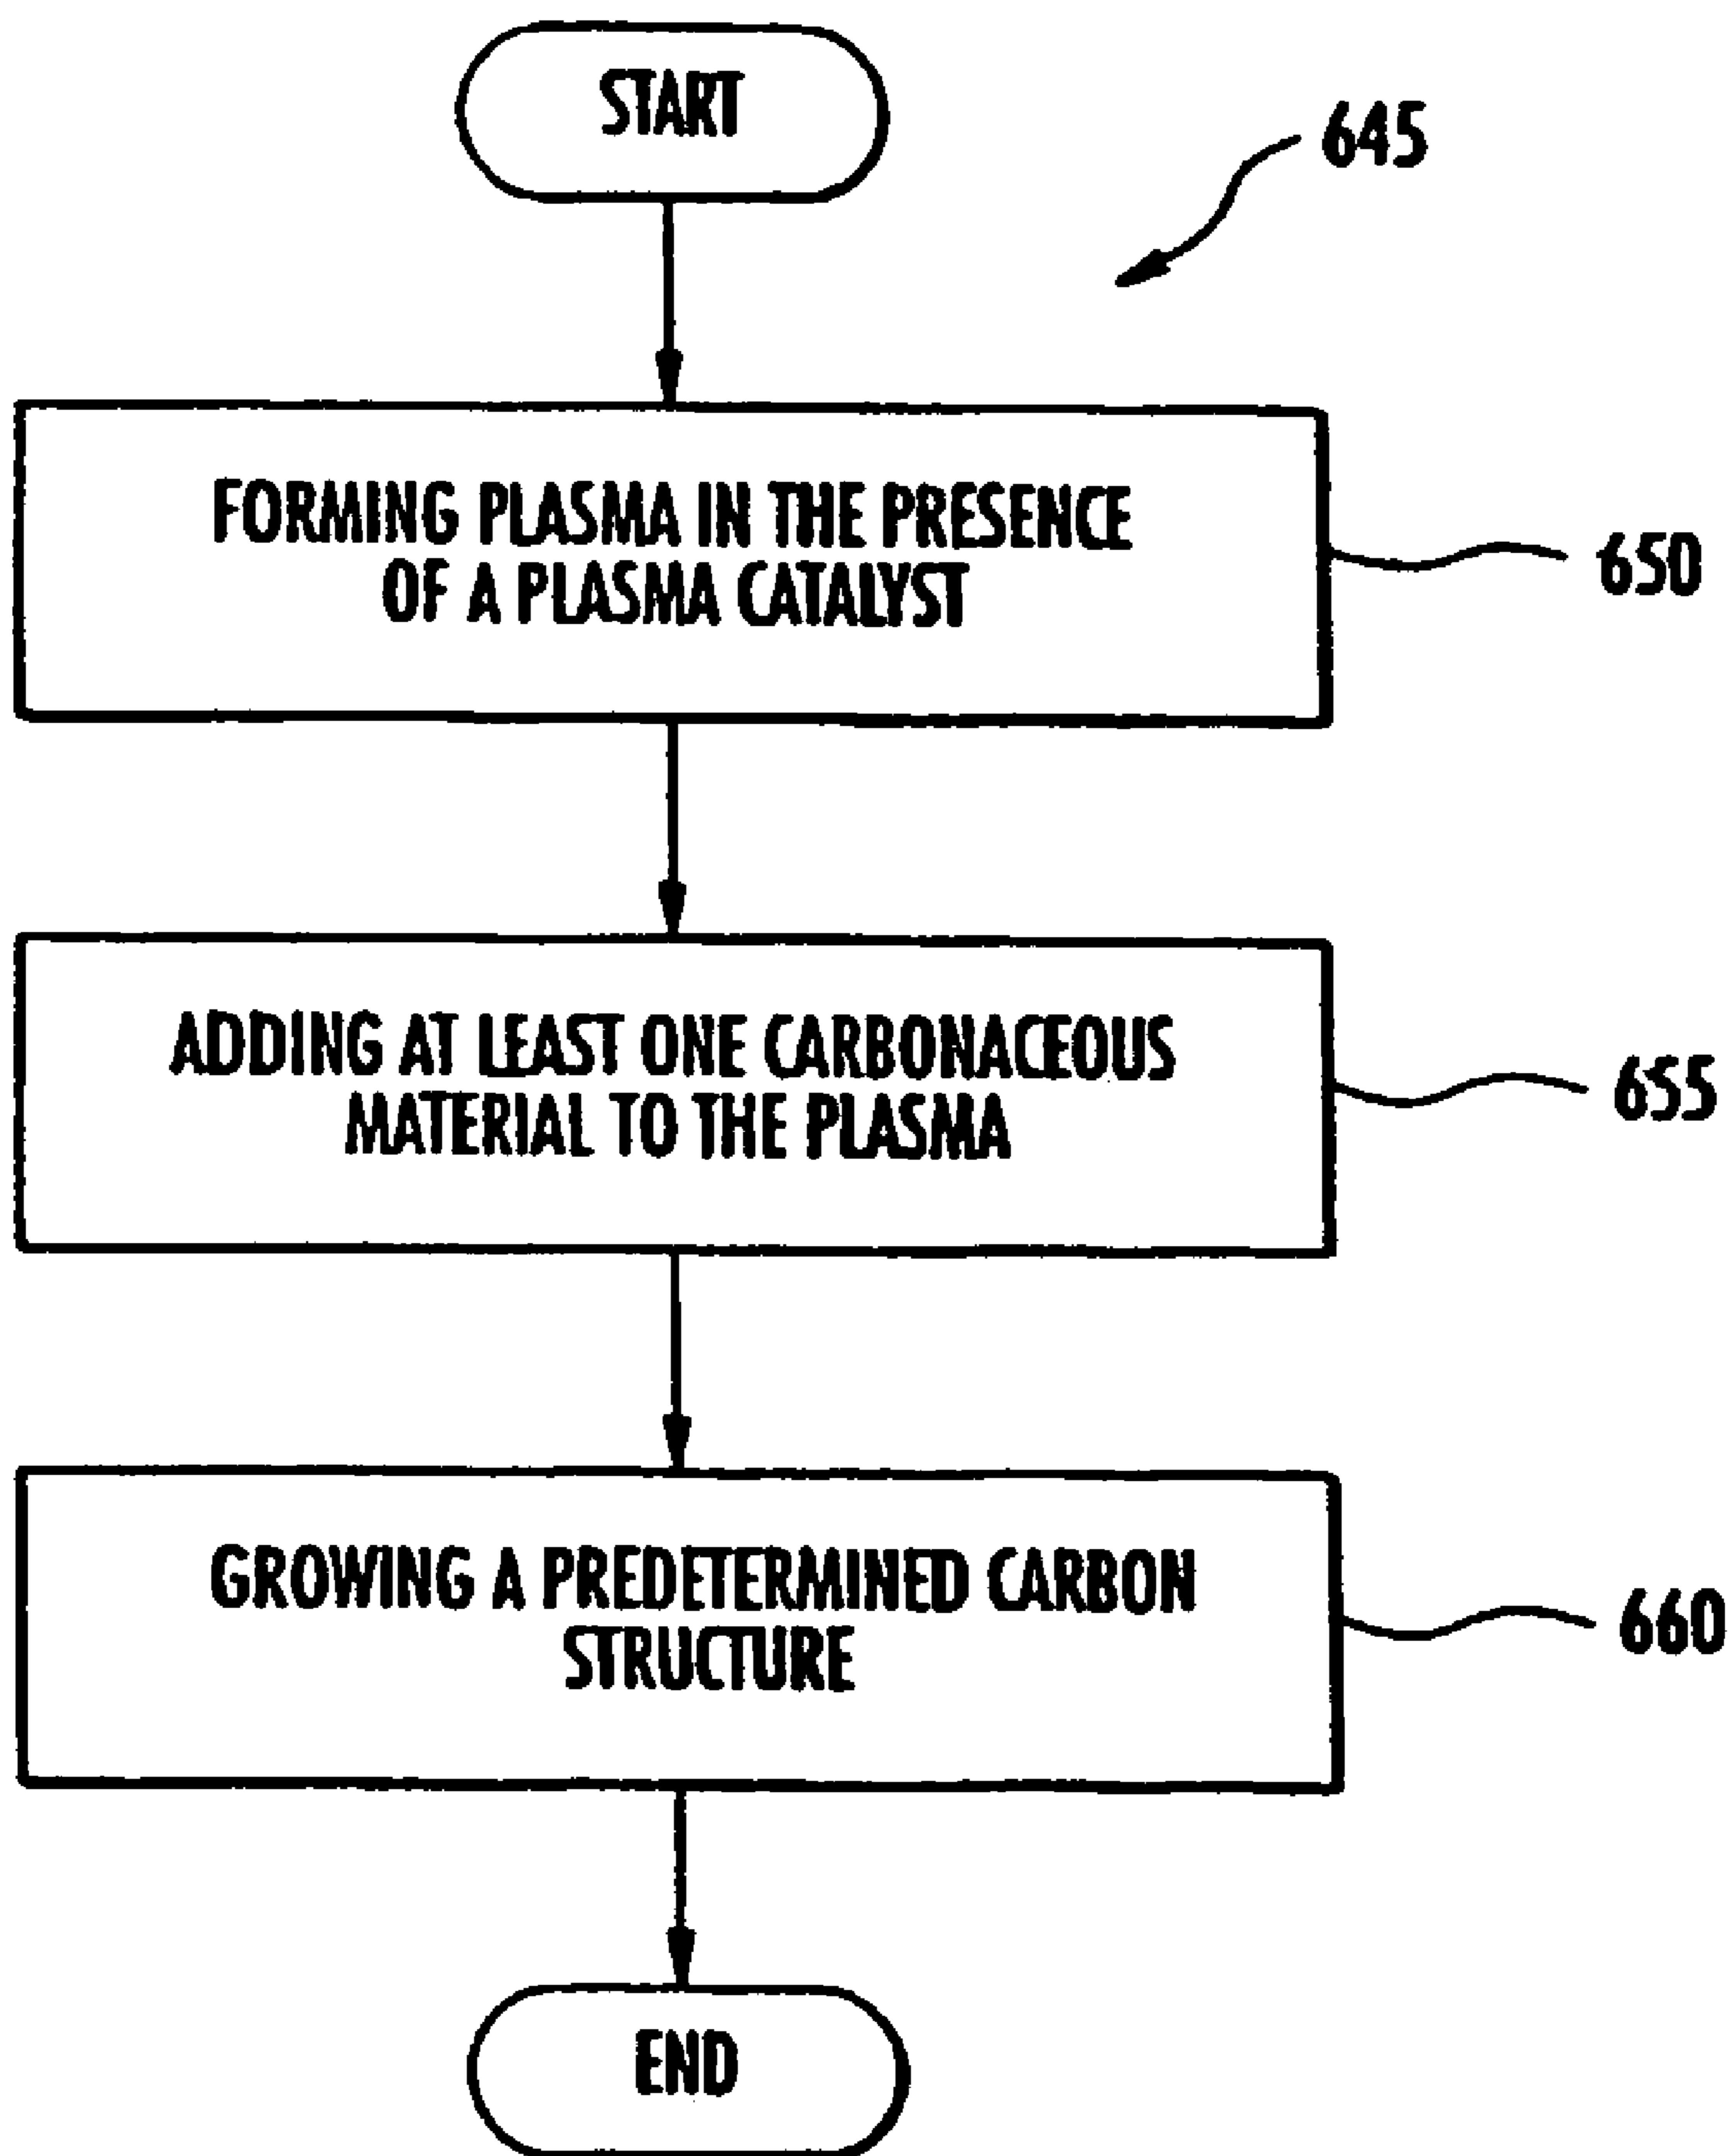 START
645
FORMING PLASMA IN THE PRESENCE
OF A PLASMA CATALYST
650
ADDING AT LEAST ONE CARBONACEOUS
MATERIAL TO THE PLASMA
655
GROWING A PREDETERMINED CARBON
STRUCTURE
660
END